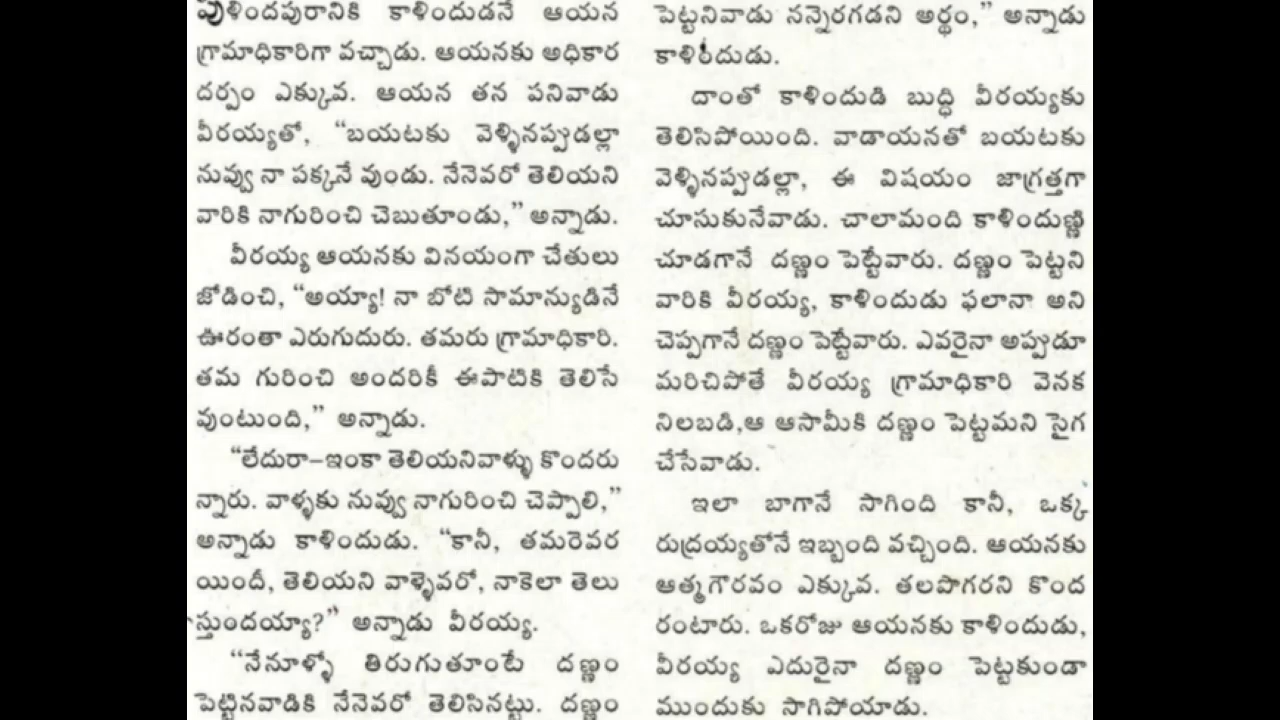 పుళిందపురానికి కాళిందుడనే ఆయన
గ్రామాధికారిగా వచ్చాడు. ఆయనకు అధికార
దర్పం ఎక్కువ. ఆయన తన పనివాడు
వీరయ్యతో, “బయటకు వెళ్ళినప్పుడల్లా
నువ్వు నా పక్కనే వుండు. నేనెవరో తెలియని
వారికి నాగురించి చెబుతూండు,” అన్నాడు.
వీరయ్య ఆయనకు వినయంగా చేతులు
జోడించి, “అయ్యా! నా బోటి సామాన్యుడినే
ఊరంతా ఎరుగుదురు. తమరు గ్రామాధికారి.
తమ గురించి అందరికీ ఈపాటికి తెలిసే
వుంటుంది,” అన్నాడు.
“లేదురా–ఇంకా తెలియనివాళ్ళు కొందరు
న్నారు. వాళ్ళకు నువ్వు నాగురించి చెప్పాలి,”
అన్నాడు కాళిందుడు. “కానీ, తమరెవర
యిందీ, తెలియని వాళ్ళెవరో, నాకెలా తెలు
స్తుందయ్యా?” అన్నాడు వీరయ్య.
“నేనూళ్ళో తిరుగుతూంటే దణ్ణం
పెట్టినవాడికి నేనెవరో తెలిసినట్టు. దణ్ణం
పెట్టనివాడు నన్నెరగడని అర్థం,” అన్నాడు
కాళిందుడు.
దాంతో కాళిందుడి బుద్ధి వీరయ్యకు
తెలిసిపోయింది. వాడాయనతో బయటకు
వెళ్ళినప్పుడల్లా, ఈ విషయం జాగ్రత్తగా
చూసుకునేవాడు. చాలామంది కాళిందుణ్ణి
చూడగానే దణ్ణం పెట్టేవారు. దణ్ణం పెట్టని
వారికి వీరయ్య, కాళిందుడు ఫలానా అని
చెప్పగానే దణ్ణం పెట్టేవారు. ఎవరైనా అప్పుడూ
మరిచిపోతే వీరయ్య గ్రామాధికారి వెనక
నిలబడి,ఆ ఆసామీకి దణ్ణం పెట్టమని సైగ
చేసేవాడు.
ఇలా బాగానే సాగింది కానీ, ఒక్క
రుద్రయ్యతోనే ఇబ్బంది వచ్చింది. ఆయనకు
ఆత్మగౌరవం ఎక్కువ. తలపొగరని కొంద
రంటారు. ఒకరోజు ఆయనకు కాళిందుడు,
వీరయ్య ఎదురైనా దణ్ణం పెట్టకుండా
ముందుకు సాగిపోయాడు.